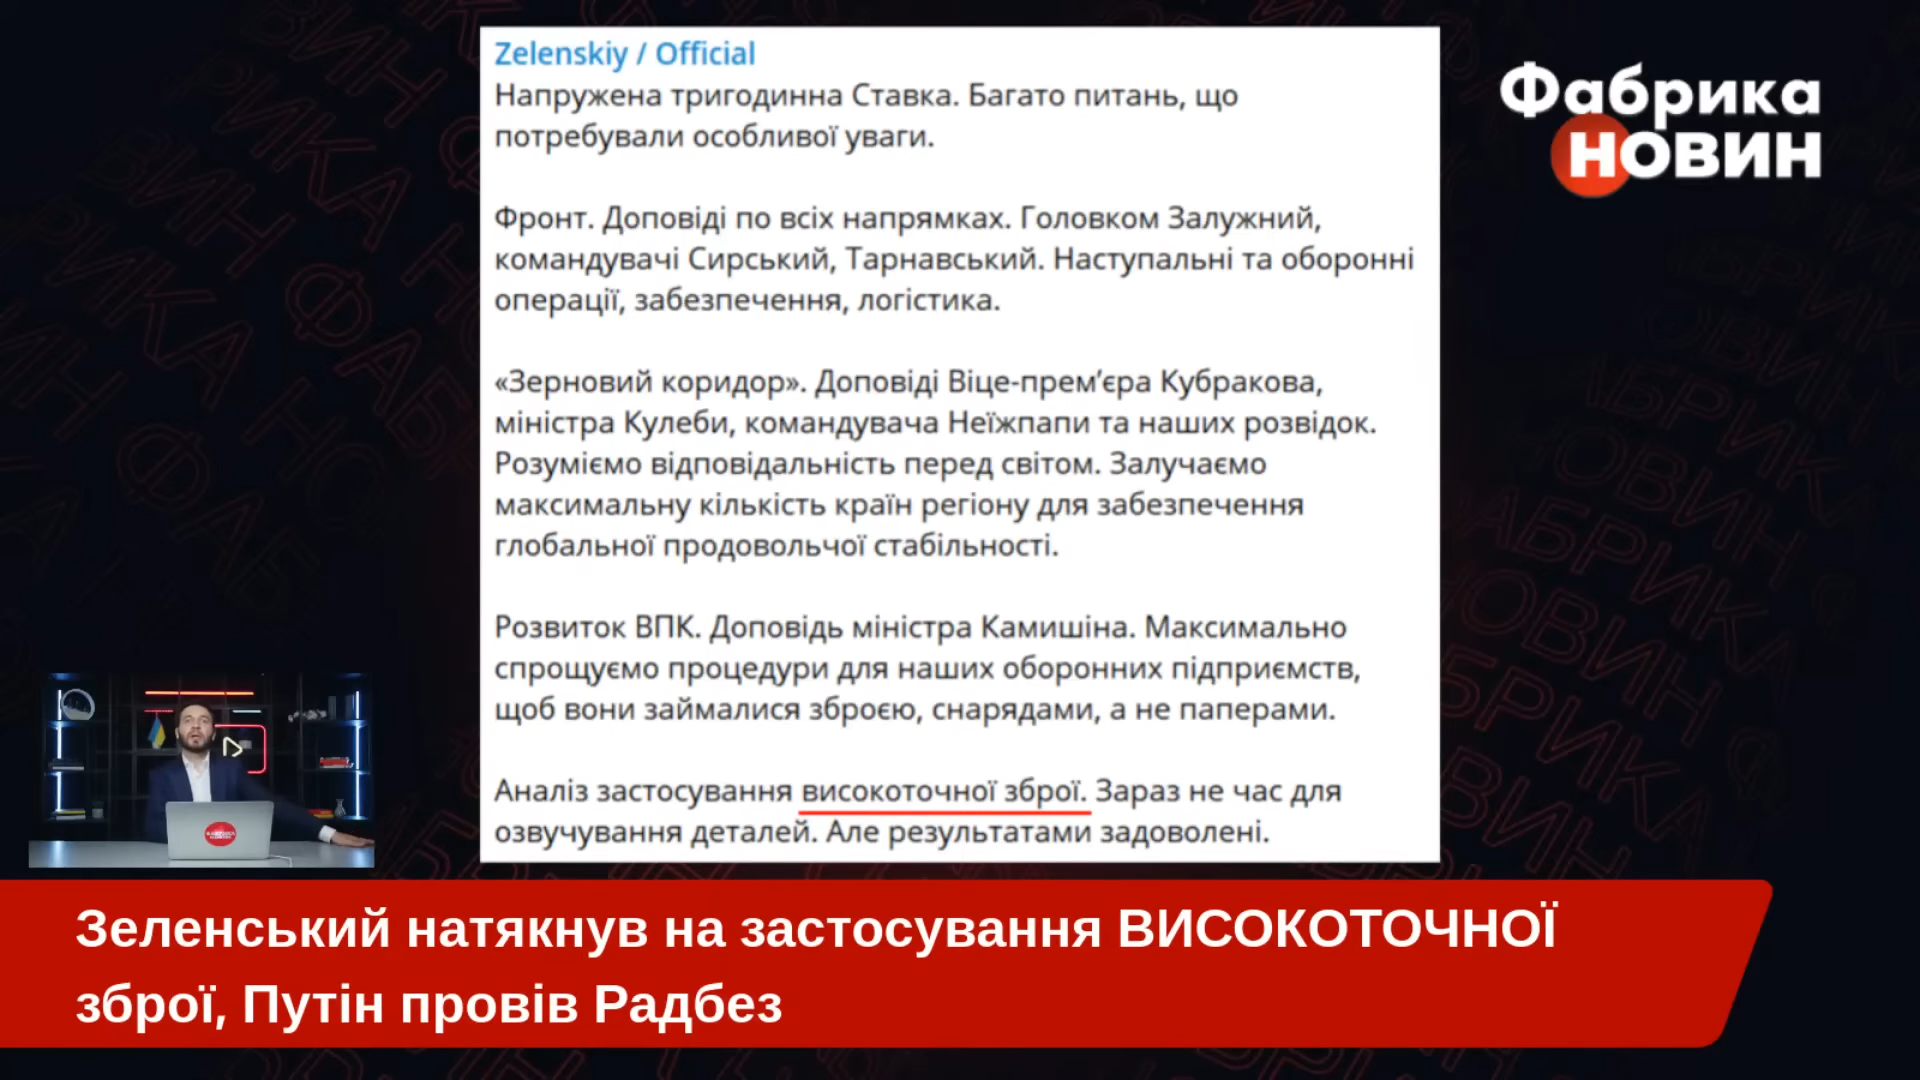 Zelenskiy / Official
Напружена тригодинна Ставка. Багато питань, що
потребували особливої уваги.
Фронт. Доповіді по всіх напрямках. Головком Залужний,
командувачі Сирський, Тарнавський. Наступальні та оборонні
операції, забезпечення, логістика.
«Зерновий коридор». Доповіді Віце-прем’єра Кубракова,
міністра Кулеби, командувача Неїжпапи та наших розвідок.
Розуміємо відповідальність перед світом. Залучаємо
максимальну кількість країн регіону для забезпечення
глобальної продовольчої стабільності.
Розвиток ВПК. Доповідь міністра Камишіна. Максимально
спрощуємо процедури для наших оборонних підприємств,
щоб вони займалися зброєю, снарядами, а не паперами.
Аналіз застосування високоточної зброї. Зараз не час для
озвучування деталей. Але результатами задоволені.
Фабрика
новин
Зеленський натякнув на застосування ВИСОКОТОЧНОЇ
зброї, Путін провів Радбез